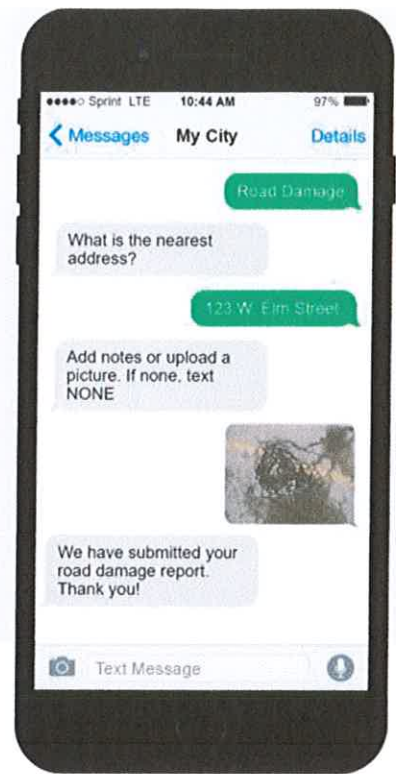 Sprint LTE 10:44 AM 97%
Messages My City Details
Road Damage
What is the nearest
address?
123 W. Elm Street
Add notes or upload a
picture. If none, text
NONE
We have submitted your
road damage report.
Thank you!
Text Message